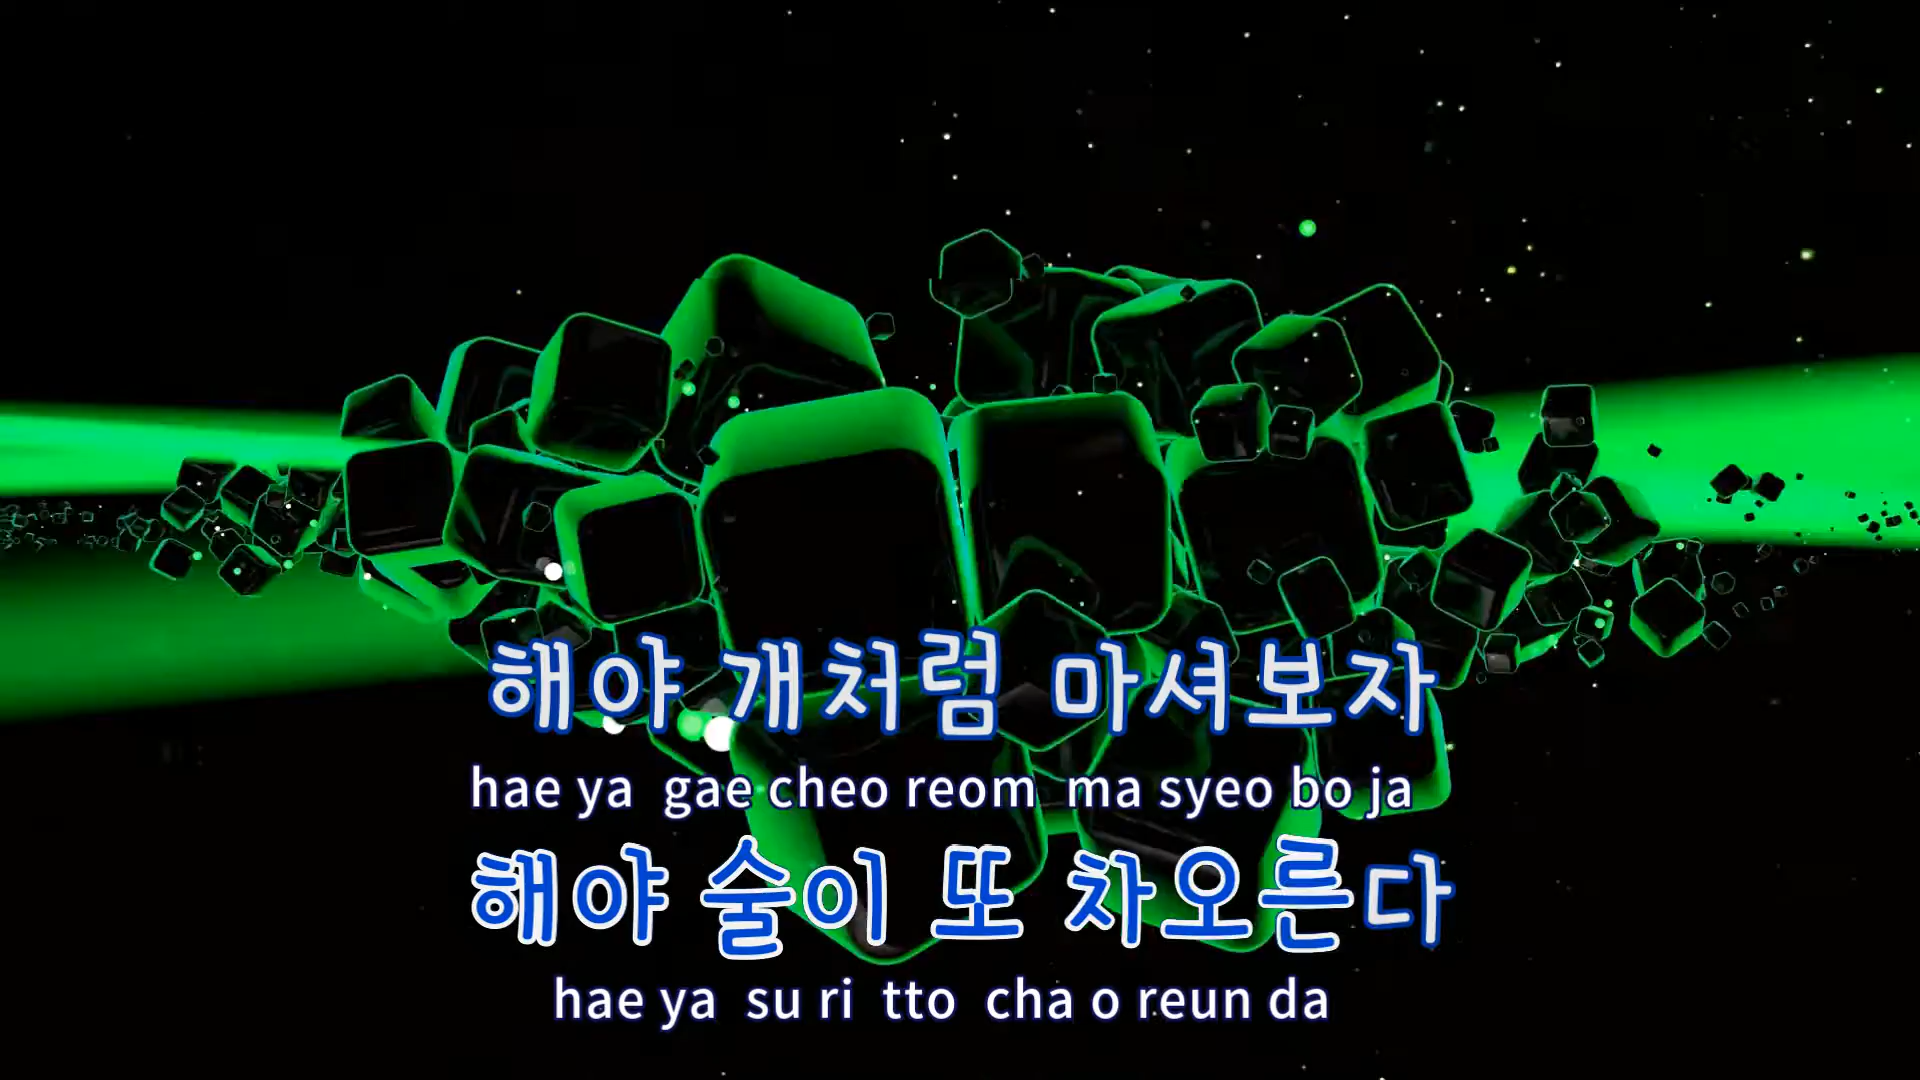 해야 개처럼 마셔보자
hae ya gae cheo reom ma syeo bo ja
해야 술이 또 차오른다
hae ya su ri tto cha o reun da